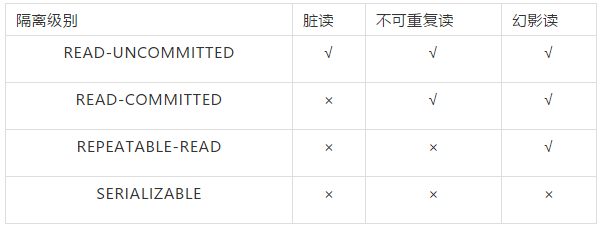 隔离级别 脏读 不可重复读 幻影读
READ-UNCOMMITTED √ √ √
READ-COMMITTED × √ √
REPEATABLE-READ × × √
SERIALIZABLE × × ×